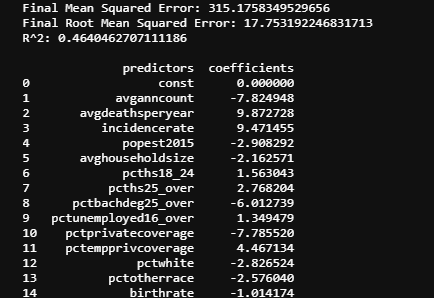 Final Mean Squared Error: 315.1758349529656
Final Root Mean Squared Error: 17.753192246831713
R^2: 0.4640462707111186
predictors coefficients
0 const 0.000000
1 avganncount -7.824948
2 avgdeathsperyear 9.872728
3 incidencerate 9.471455
4 popest2015 -2.908292
5 avghouseholdsize -2.162571
6 pcths18_24 1.563043
7 pcths25_over 2.768204
8 pctbachdeg25_over -6.012739
9 pctunemployed16_over 1.349479
10 pctprivatecoverage -7.785520
11 pctempprivcoverage 4.467134
12 pctwhite -2.826524
13 pctotherrace -2.576040
14 birthrate -1.014174